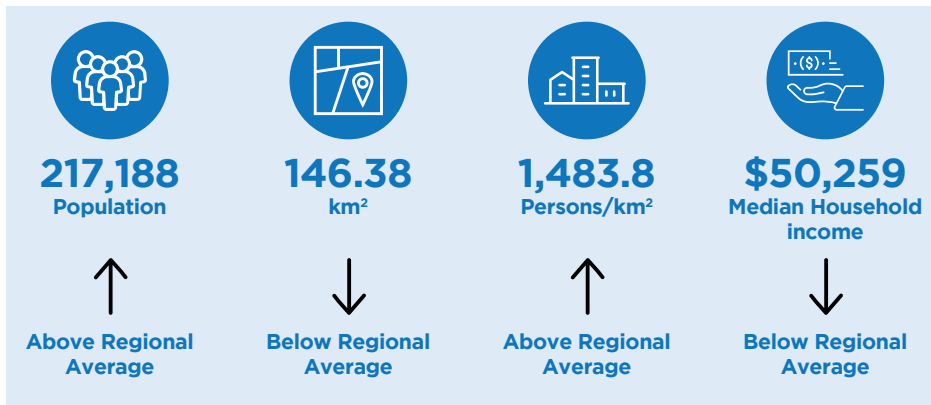 217,188
Population
↑
Above Regional
Average
146.38
km²
↓
Below Regional
Average
1,483.8
Persons/km²
↑
Above Regional
Average
($)
$50,259
Median Household
income
↓
Below Regional
Average